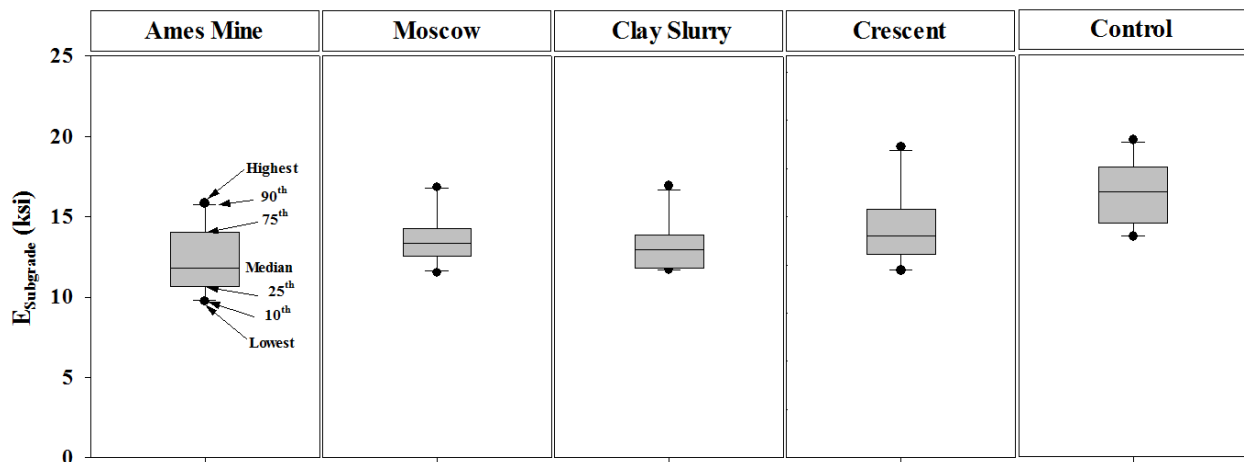 Ames Mine Moscow Clay Slurry Crescent Control
25
20
15
10
5
0
E_Subgrade (ksi)
Highest
90th
75th
Median
25th
10th
Lowest